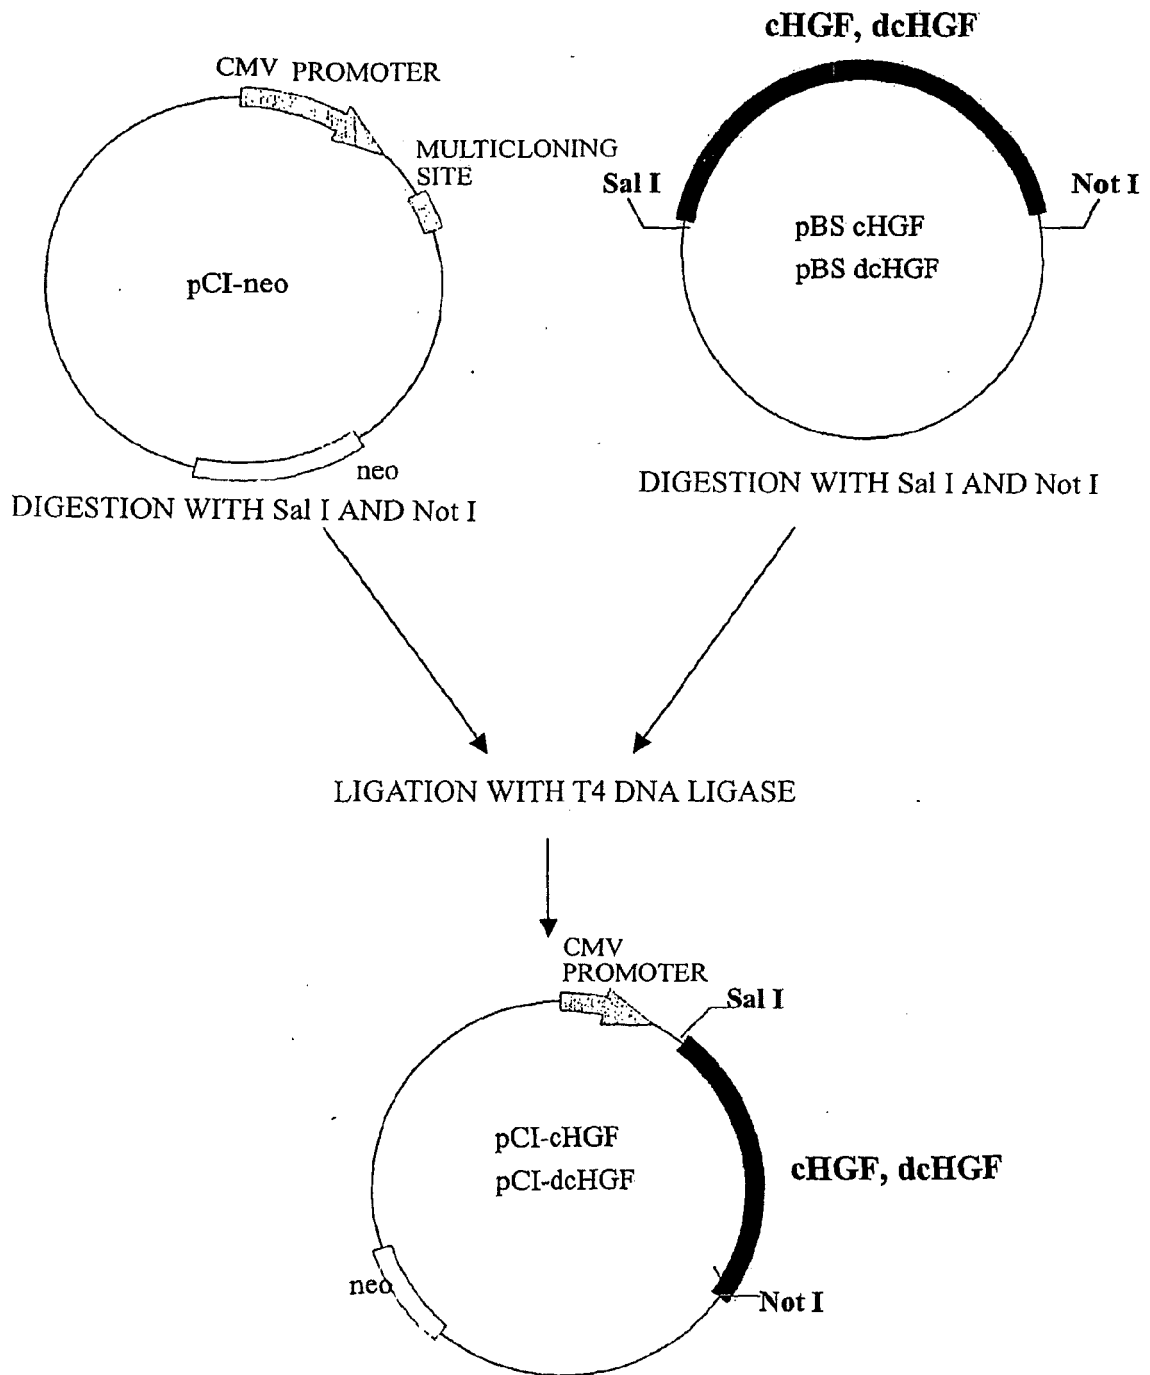 cHGF, dcHGF
CMV PROMOTER
MULTICLONING
SITE
Sal I
Not I
pBS cHGF
pBS dcHGF
pCI-neo
neo
DIGESTION WITH Sal I AND Not I
DIGESTION WITH Sal I AND Not I
LIGATION WITH T4 DNA LIGASE
CMV
PROMOTER
Sal I
pCI-cHGF
pCI-dcHGF
cHGF, dcHGF
neo
Not I